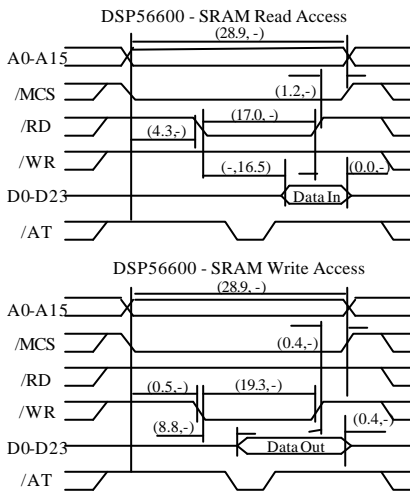 DSP56600 - SRAM Read Access
(28.9, -)
A0-A15
/MCS
(1.2,-)
/RD
(17.0,-)
(4.3,-)
/WR
(-,16.5)
(0.0,-)
D0-D23
Data In
/AT
DSP56600 - SRAM Write Access
(28.9, -)
A0-A15
/MCS
(0.4,-)
/RD
(0.5,-)
(19.3,-)
/WR
(8.8,-)
(0.4,-)
D0-D23
Data Out
/AT